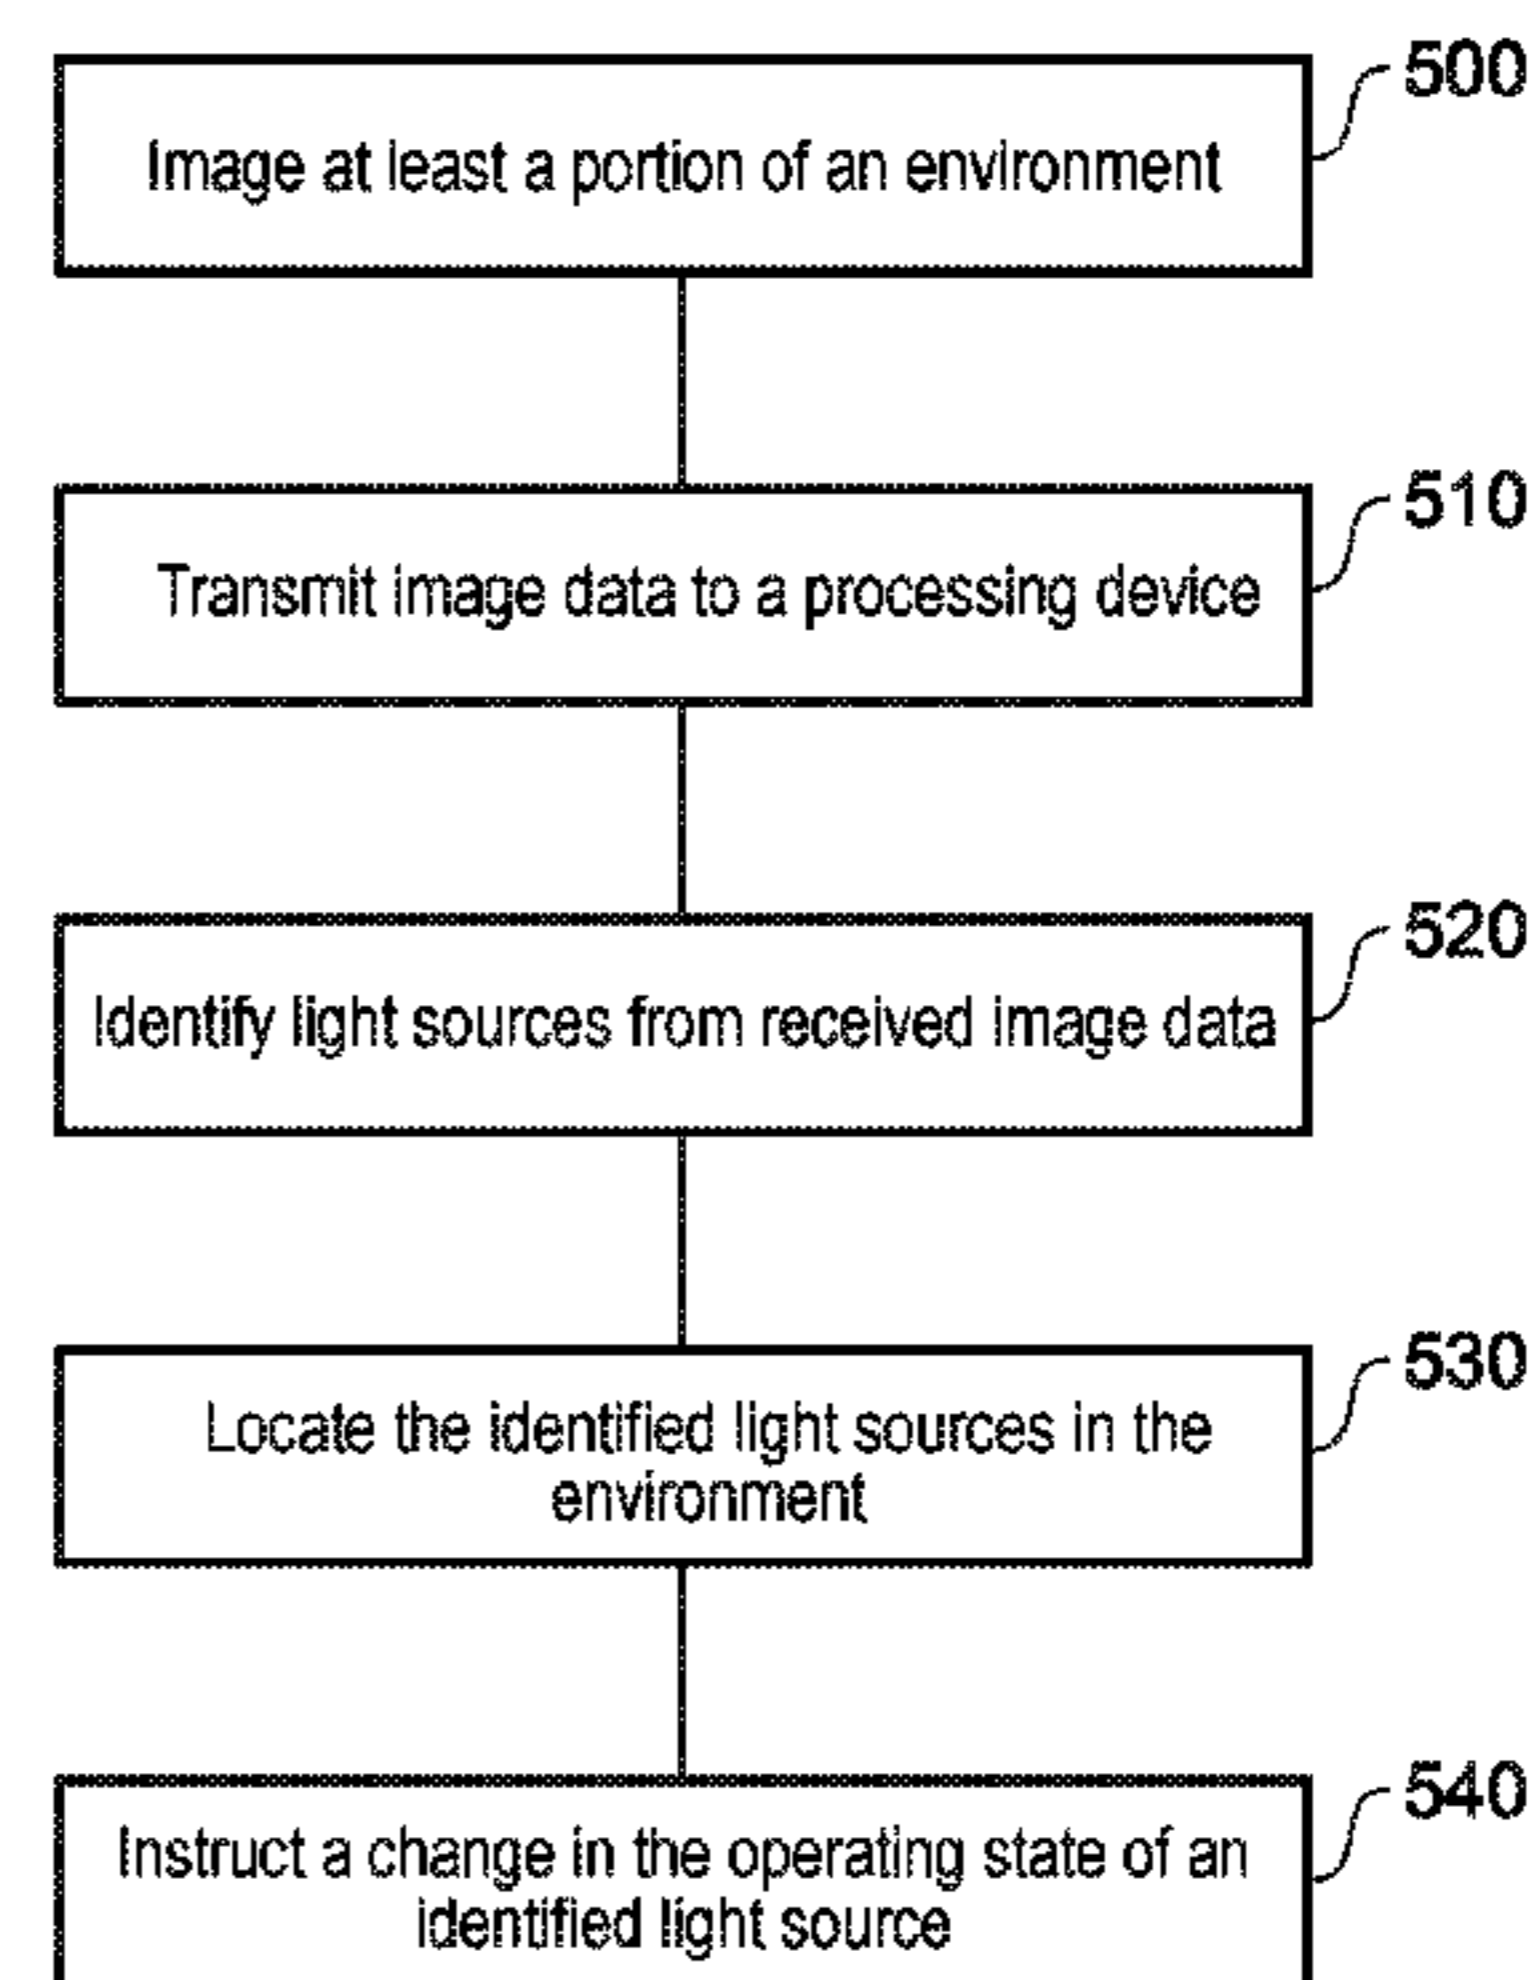 500
Image at least a portion of an environment
510
Transmit image data to a processing device
520
Identify light sources from received image data
530
Locate the identified light sources in the
environment
540
Instruct a change in the operating state of an
identified light source